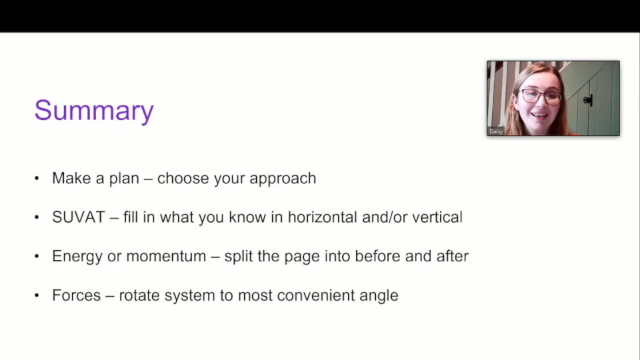 Summary
Daisy
• Make a plan – choose your approach
• SUVAT – fill in what you know in horizontal and/or vertical
• Energy or momentum – split the page into before and after
• Forces – rotate system to most convenient angle